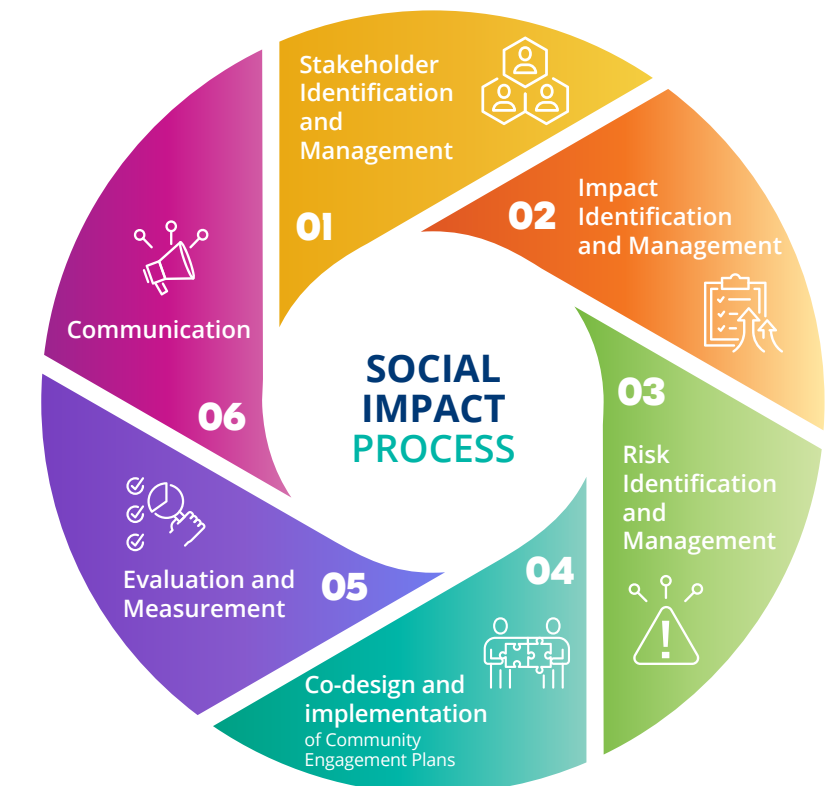 Stakeholder
Identification
and
Management
01
02
Impact
Identification
and Management
03
Risk
Identification
and
Management
04
Co-design and
implementation
of Community
Engagement Plans
05
Evaluation and
Measurement
06
Communication
SOCIAL
IMPACT
PROCESS